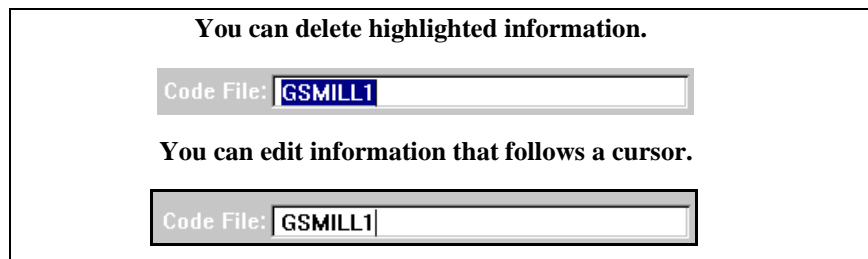 You can delete highlighted information.
Code File: GSMILL1
You can edit information that follows a cursor.
Code File: GSMILL1